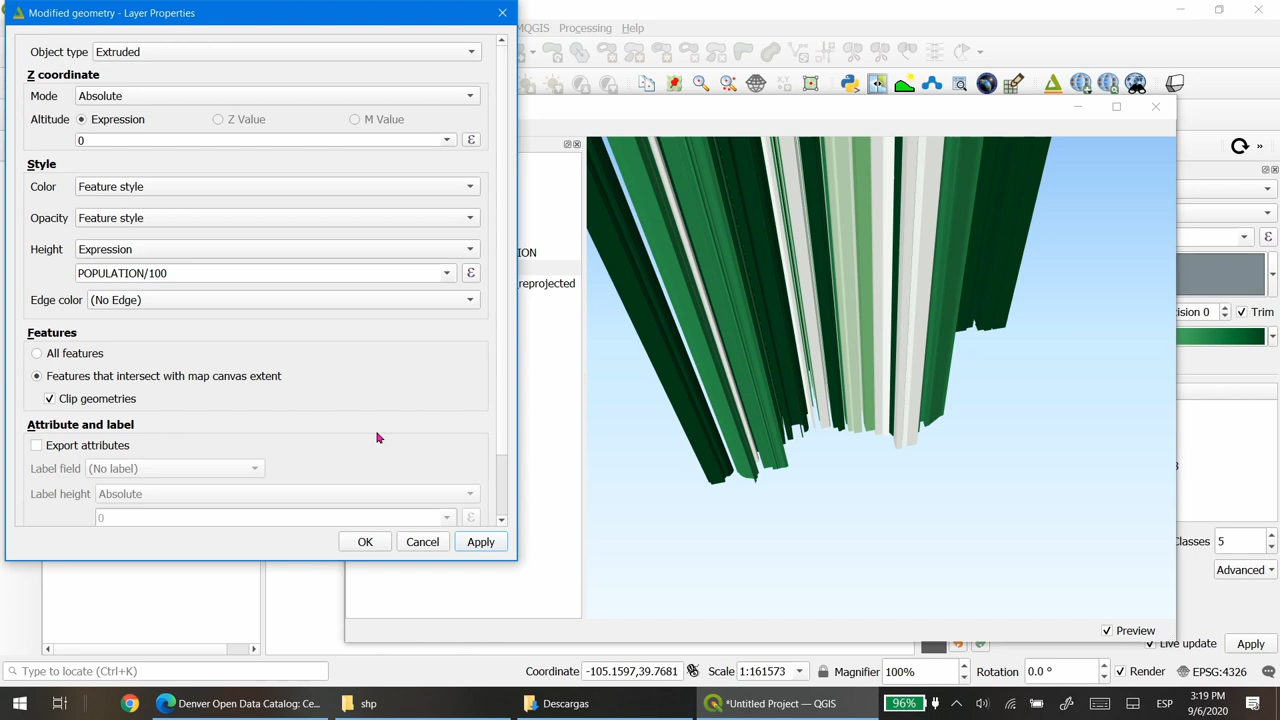 Modified geometry - Layer Properties
MQGIS Processing Help
Object type Extruded
Z coordinate
Mode Absolute
Altitude Expression Z Value M Value
0 ε
Style
Color Feature style
Opacity Feature style
Height Expression
POPULATION/100 ε
Edge color (No Edge)
Features
All features
Features that intersect with map canvas extent
Clip geometries
Attribute and label
Export attributes
Label field (No label)
Label height Absolute
0 ε
OK Cancel Apply
ION
reprojected
Preview
ε
cision 0 Trim
Classes 5
Advanced
Live update Apply
Type to locate (Ctrl+K) Coordinate -105.1597,39.7681 Scale 1:161573 Magnifier 100% Rotation 0.0 ° Render EPSG:4326
Denver Open Data Catalog: Ce... shp Descargas *Untitled Project — QGIS 96% ESP 3:19 PM
9/6/2020